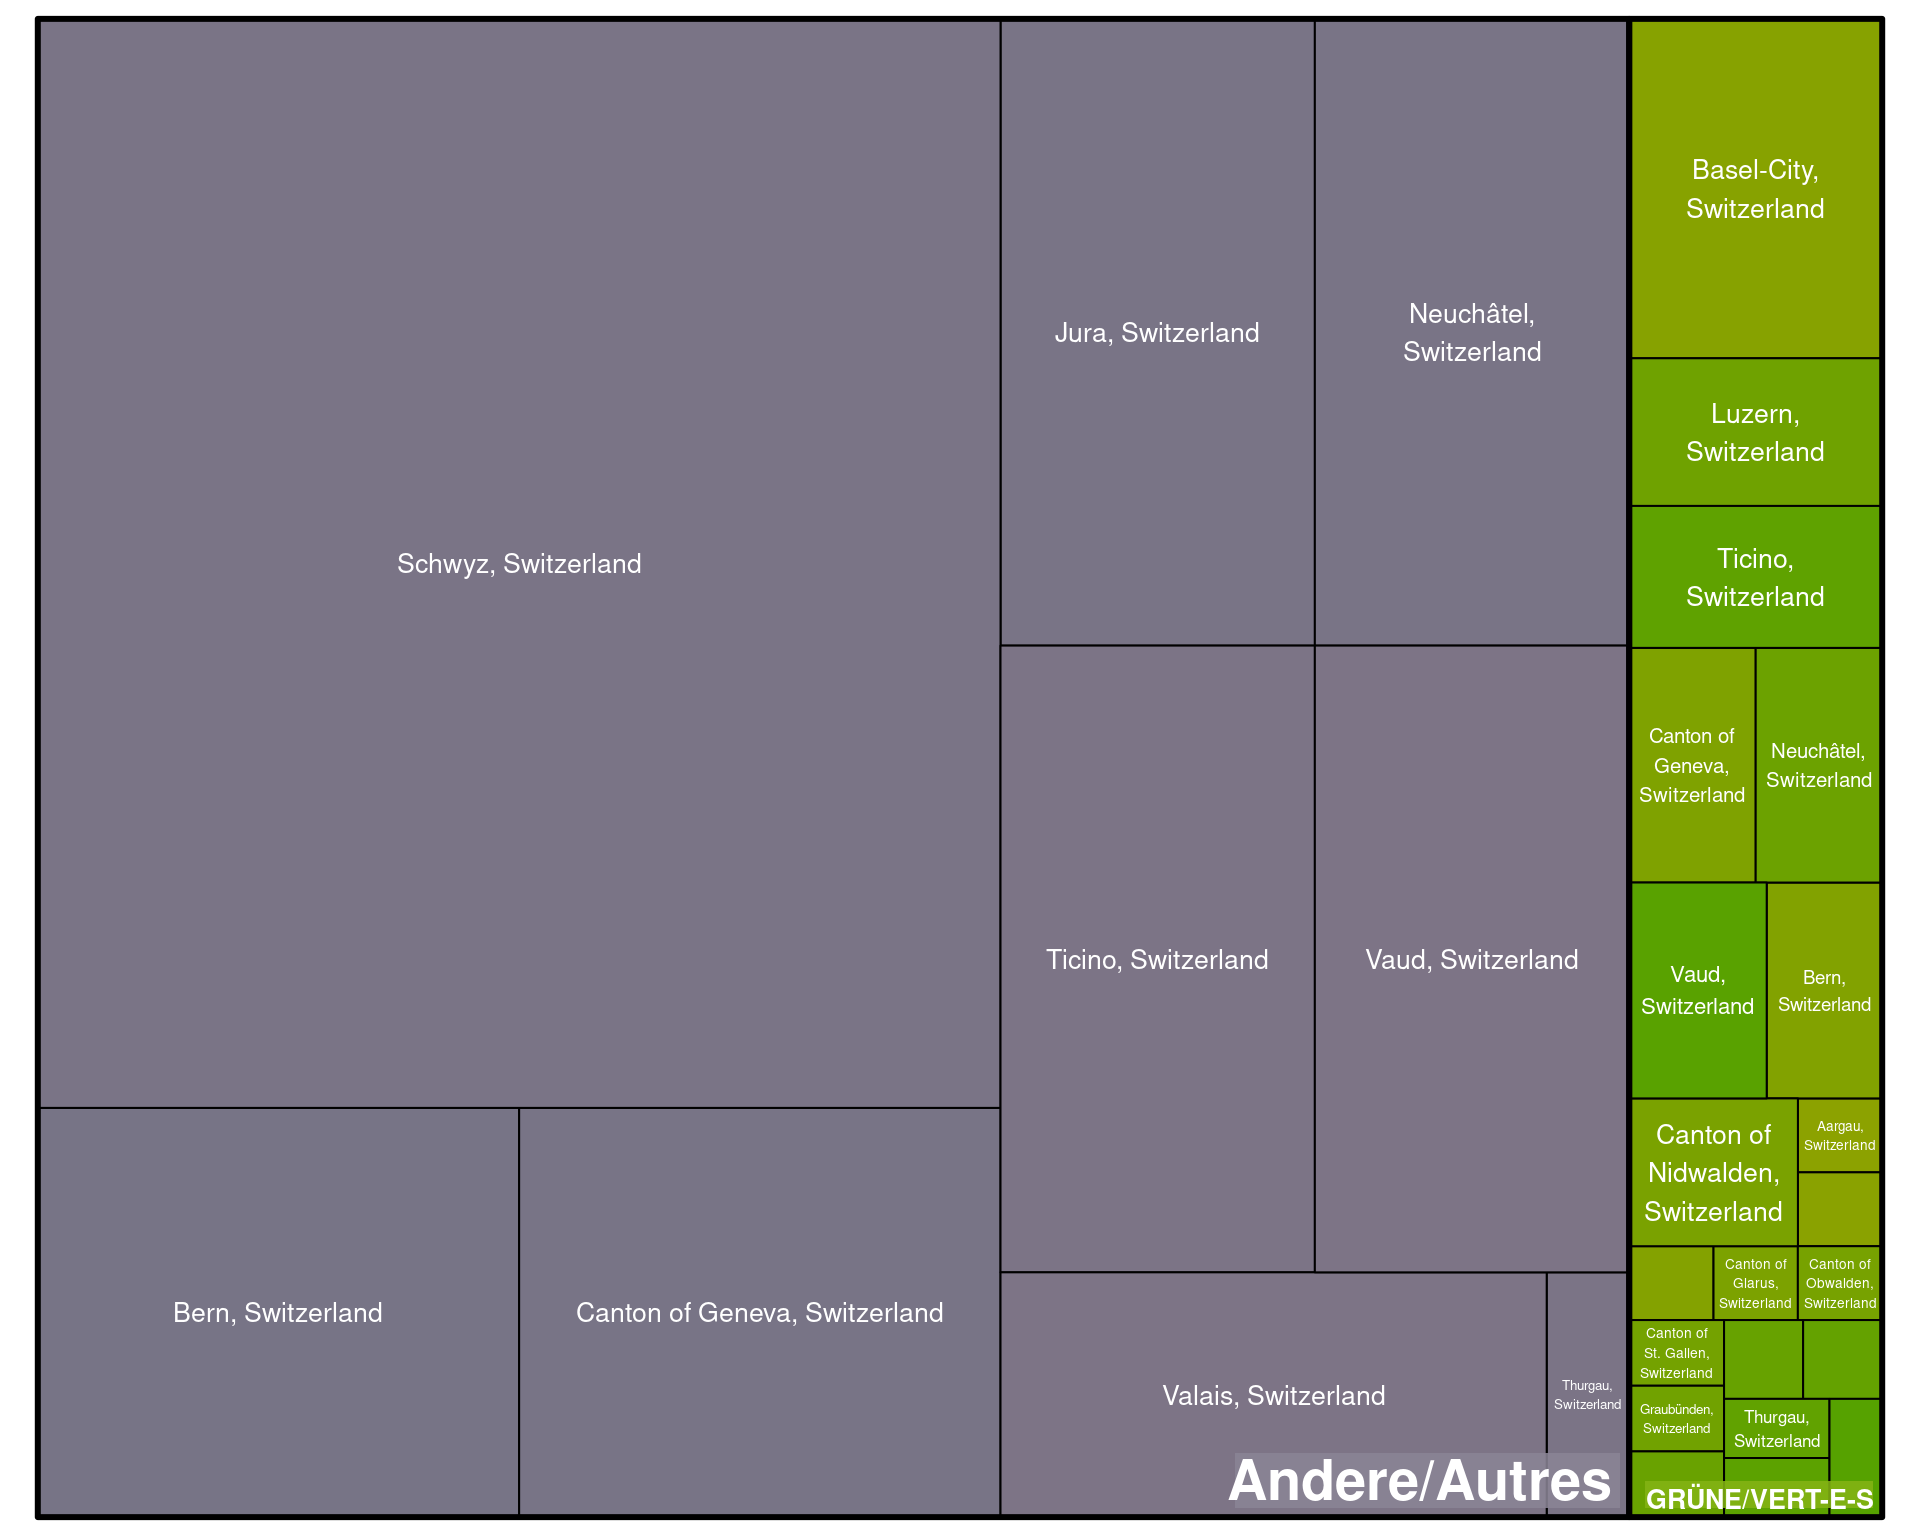 Schwyz, Switzerland
Bern, Switzerland
Canton of Geneva, Switzerland
Jura, Switzerland
Neuchâtel,
Switzerland
Ticino, Switzerland
Vaud, Switzerland
Valais, Switzerland
Thurgau,
Switzerland
Andere/Autres
Basel-City,
Switzerland
Luzern,
Switzerland
Ticino,
Switzerland
Canton of
Geneva,
Switzerland
Neuchâtel,
Switzerland
Vaud,
Switzerland
Bern,
Switzerland
Canton of
Nidwalden,
Switzerland
Aargau,
Switzerland
Canton of
Glarus,
Switzerland
Canton of
Obwalden,
Switzerland
Canton of
St. Gallen,
Switzerland
Graubünden,
Switzerland
Thurgau,
Switzerland
GRÜNE/VERT-E-S